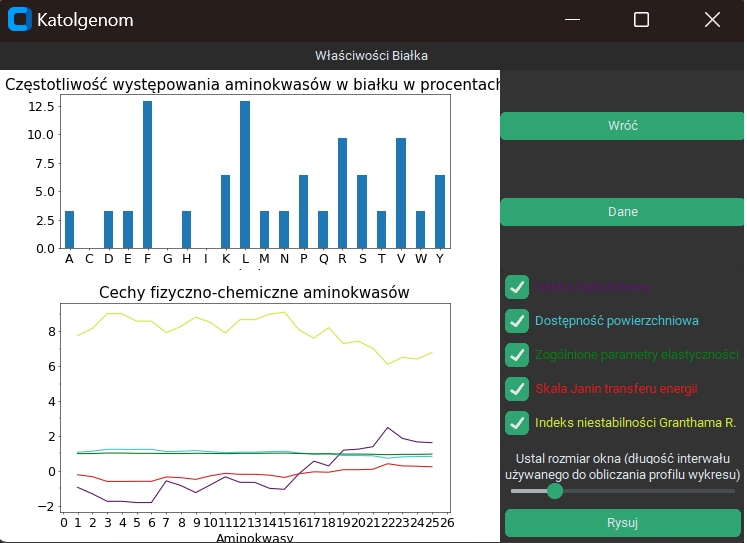 Katolgenom
Właściwości Białka
Częstotliwość występowania aminokwasów w białku w procentach
12.5
10.0
7.5
5.0
2.5
0.0
A C D E F G H I K L M N P Q R S T V W Y
Wróć
Dane
Cechy fizyczno-chemiczne aminokwasów
8
6
4
2
0
−2
0 1 2 3 4 5 6 7 8 9 10 11 12 13 14 15 16 17 18 19 20 21 22 23 24 25 26
Aminokwasy
Dostępność powierzchniowa
Zogólnione parametry elastyczności
Skala Janin transferu energii
Indeks niestabilności Granthama R.
Ustal rozmiar okna (długość interwału
używanego do obliczania profilu wykresu)
Rysuj